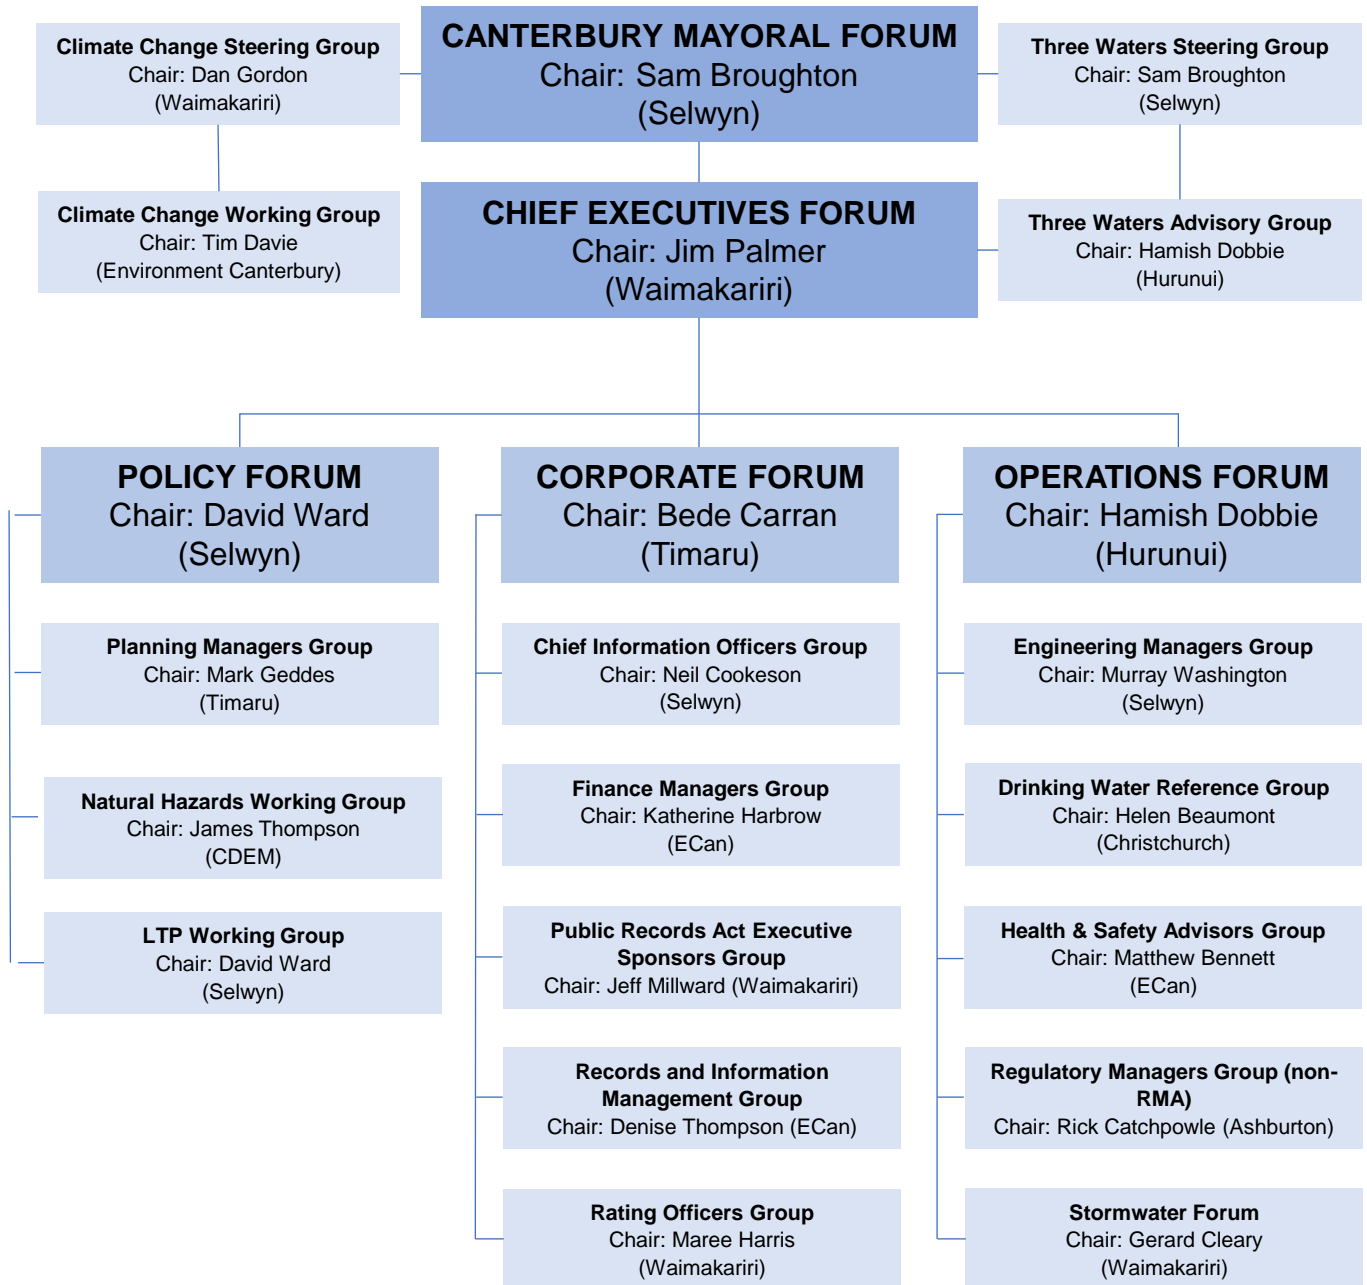 Climate Change Steering Group
Chair: Dan Gordon
(Waimakariri)
CANTERBURY MAYORAL FORUM
Chair: Sam Broughton
(Selwyn)
Three Waters Steering Group
Chair: Sam Broughton
(Selwyn)
Climate Change Working Group
Chair: Tim Davie
(Environment Canterbury)
CHIEF EXECUTIVES FORUM
Chair: Jim Palmer
(Waimakariri)
Three Waters Advisory Group
Chair: Hamish Dobbie
(Hurunui)
POLICY FORUM
Chair: David Ward
(Selwyn)
Planning Managers Group
Chair: Mark Geddes
(Timaru)
Natural Hazards Working Group
Chair: James Thompson
(CDEM)
LTP Working Group
Chair: David Ward
(Selwyn)
CORPORATE FORUM
Chair: Bede Carran
(Timaru)
Chief Information Officers Group
Chair: Neil Cookeson
(Selwyn)
Finance Managers Group
Chair: Katherine Harbrow
(ECan)
Public Records Act Executive
Sponsors Group
Chair: Jeff Millward (Waimakariri)
Records and Information
Management Group
Chair: Denise Thompson (ECan)
Rating Officers Group
Chair: Maree Harris
(Waimakariri)
OPERATIONS FORUM
Chair: Hamish Dobbie
(Hurunui)
Engineering Managers Group
Chair: Murray Washington
(Selwyn)
Drinking Water Reference Group
Chair: Helen Beaumont
(Christchurch)
Health & Safety Advisors Group
Chair: Matthew Bennett
(ECan)
Regulatory Managers Group (non-
RMA)
Chair: Rick Catchpowle (Ashburton)
Stormwater Forum
Chair: Gerard Cleary
(Waimakariri)